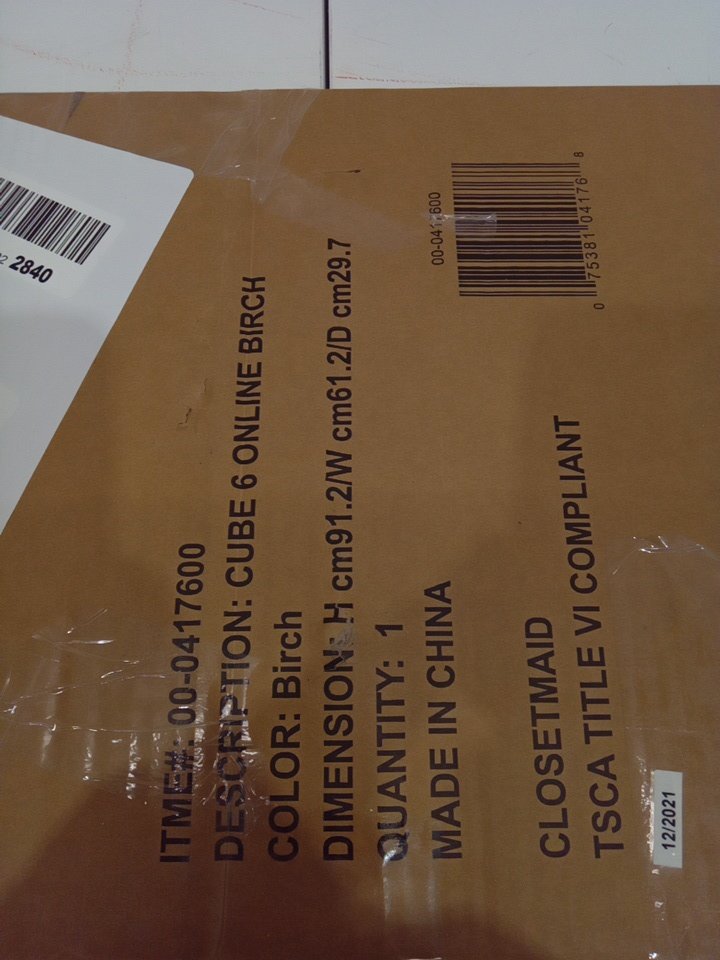 ITME#: 00-0417600
DESCRIPTION: CUBE 6 ONLINE BIRCH
COLOR: Birch
DIMENSION: H cm91.2/W cm61.2/D cm29.7
QUANTITY: 1
MADE IN CHINA
CLOSETMAID
TSCA TITLE VI COMPLIANT
12/2021
00-0417600
0 75381 04176 8
2840